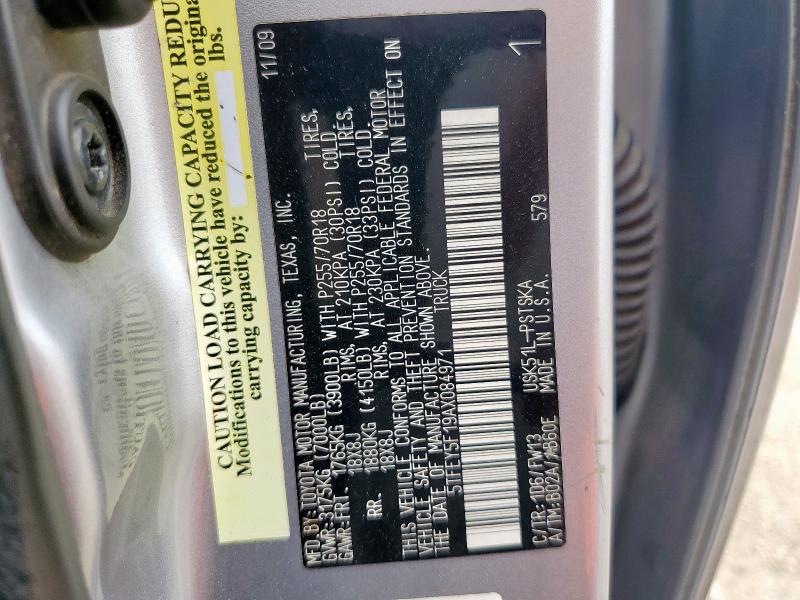 CAUTION LOAD CARRYING CAPACITY REDU
Modifications to this vehicle have reduced the origina
carrying capacity by: lbs.
11/09
MFD.BY:TOYOTA MOTOR MANUFACTURING, TEXAS, INC.
GVWR:3175KG (7000LB)
GAWR:FRT. 1765KG (3900LB) WITH P255/70R18 TIRES,
18X8J RIMS, AT 210KPA (30PSI) COLD.
RR. 1880KG (4150LB) WITH P255/70R18 TIRES,
18X8J RIMS, AT 230KPA (33PSI) COLD.
THIS VEHICLE CONFORMS TO ALL APPLICABLE FEDERAL MOTOR
VEHICLE SAFETY AND THEFT PREVENTION STANDARDS IN EFFECT ON
THE DATE OF MANUFACTURE SHOWN ABOVE.
5TFEY5F19AX084971 TRUCK
1
C/TR:1D6/FW13 USK51L-PSTSKA 579
A/TM:B02A/AB60E MADE IN U.S.A.